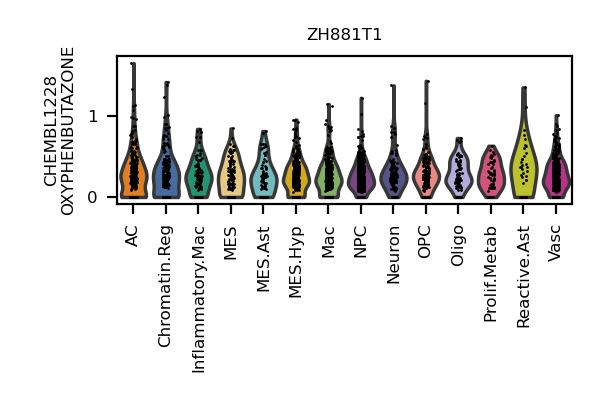 ZH881T1
CHEMBL1228
OXYPHENBUTAZONE
1
0
AC
Chromatin.Reg
Inflammatory.Mac
MES
MES.Ast
MES.Hyp
Mac
NPC
Neuron
OPC
Oligo
Prolif.Metab
Reactive.Ast
Vasc